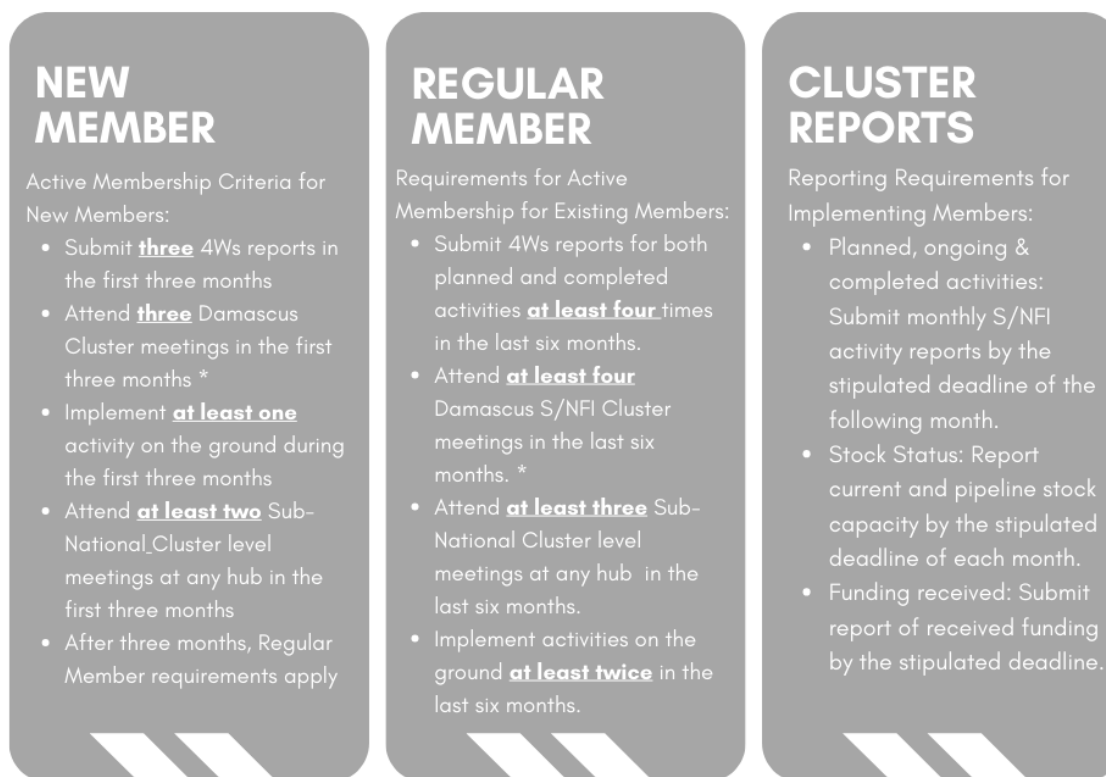 NEW
MEMBER
Active Membership Criteria for
New Members:
• Submit three 4Ws reports in
the first three months
• Attend three Damascus
Cluster meetings in the first
three months *
• Implement at least one
activity on the ground during
the first three months
• Attend at least two Sub-
National Cluster level
meetings at any hub in the
first three months
• After three months, Regular
Member requirements apply
REGULAR
MEMBER
Requirements for Active
Membership for Existing Members:
• Submit 4Ws reports for both
planned and completed
activities at least four times
in the last six months.
• Attend at least four
Damascus S/NFI Cluster
meetings in the last six
months. *
• Attend at least three Sub-
National Cluster level
meetings at any hub in the
last six months.
• Implement activities on the
ground at least twice in the
last six months.
CLUSTER
REPORTS
Reporting Requirements for
Implementing Members:
• Planned, ongoing &
completed activities:
Submit monthly S/NFI
activity reports by the
stipulated deadline of the
following month.
• Stock Status: Report
current and pipeline stock
capacity by the stipulated
deadline of each month.
• Funding received: Submit
report of received funding
by the stipulated deadline.